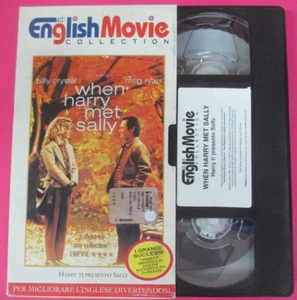 English Movie
COLLECTION
billy crystal
meg ryan
when
harry
met
sally...
HARRY TI PRESENTO SALLY
I GRANDI
SUCCESSI
PER MIGLIORARE L'INGLESE DIVERTENDOSI
English Movie
COLLECTION
WHEN HARRY MET SALLY
Harry ti presento Sally